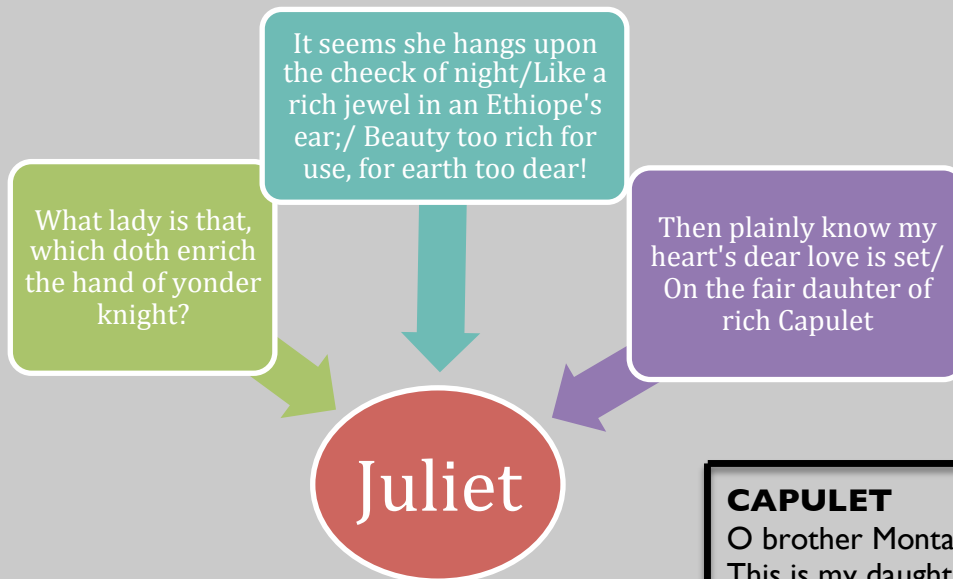 It seems she hangs upon
the cheeck of night/Like a
rich jewel in an Ethiope's
ear;/ Beauty too rich for
use, for earth too dear!
What lady is that,
which doth enrich
the hand of yonder
knight?
Then plainly know my
heart's dear love is set/
On the fair dauhter of
rich Capulet
Juliet
CAPULET
O brother Monta
This is my daught